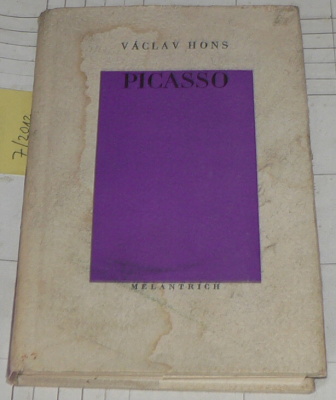 VÁCLAV HONS
PICASSO
MELANTRICH
7/2012